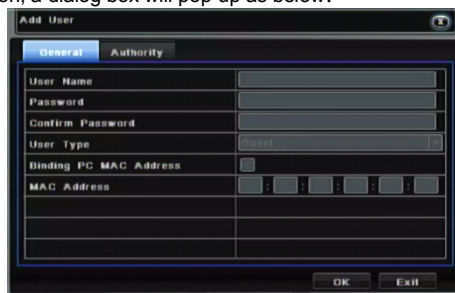 on, a dialog box will pop up as below:
Add User
General Authority
User Name
Password
Confirm Password
User Type Guest
Binding PC MAC Address
MAC Address : : : : :
OK Exit